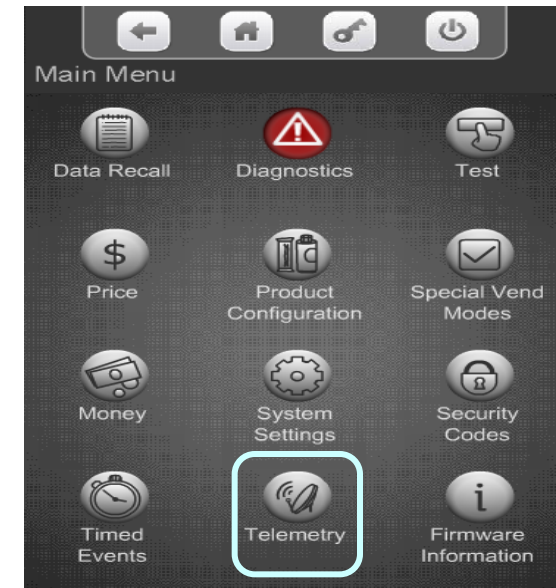 Main Menu
Data Recall
Diagnostics
Test
$
Price
Product
Configuration
Special Vend
Modes
Money
System
Settings
Security
Codes
Timed
Events
Telemetry
i
Firmware
Information